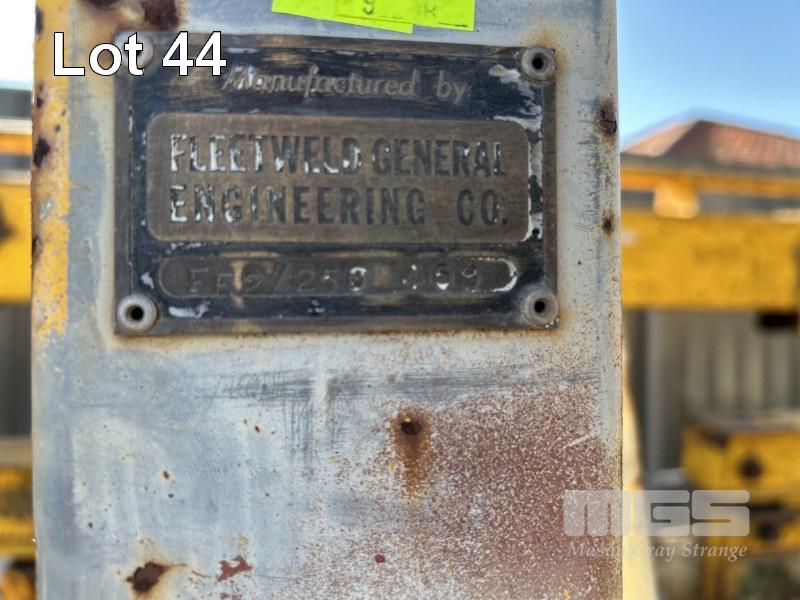 Lot 44
Manufactured by
FLEETWELD GENERAL
ENGINEERING CO.
MGS
Mason Gray Strange